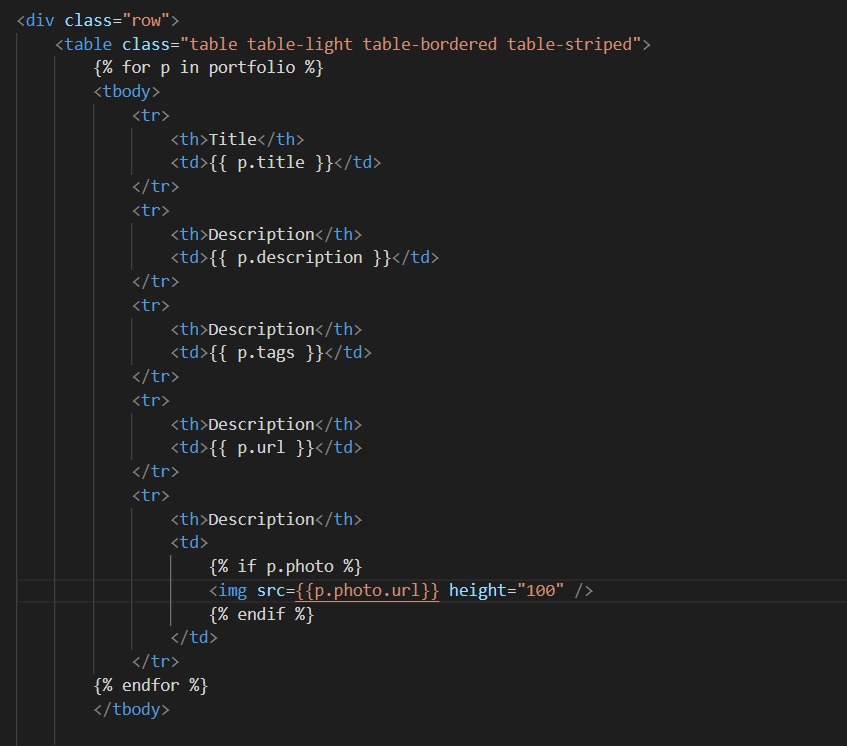 <div class="row">
<table class="table table-light table-bordered table-striped">
{% for p in portfolio %}
<tbody>
<tr>
<th>Title</th>
<td>{{ p.title }}</td>
</tr>
<tr>
<th>Description</th>
<td>{{ p.description }}</td>
</tr>
<tr>
<th>Description</th>
<td>{{ p.tags }}</td>
</tr>
<tr>
<th>Description</th>
<td>{{ p.url }}</td>
</tr>
<tr>
<th>Description</th>
<td>
{% if p.photo %}
<img src={{p.photo.url}} height="100" />
{% endif %}
</td>
</tr>
{% endfor %}
</tbody>